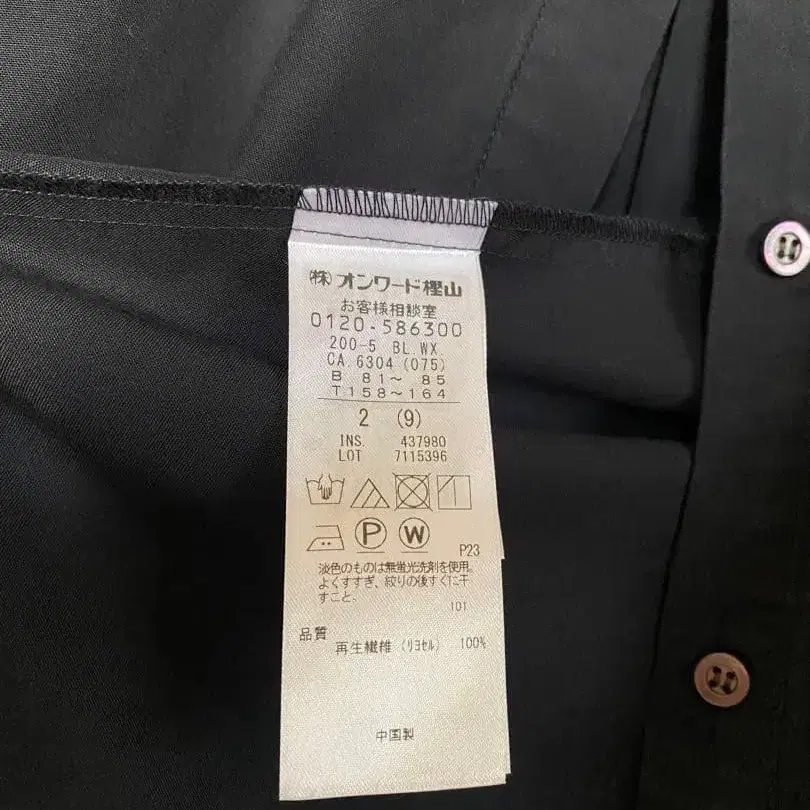 (株)オンワード樫山
お客様相談室
0120-586300
200-5 BL.WX.
CA.6304 (075)
B 81～ 85
T158～164
2 (9)
INS. 437980
LOT 7115396
P W
P23
淡色のものは無蛍光洗剤を使用。
よくすすぎ、絞りの後すぐに干
すこと。
101
品質
再生繊維 (リヨセル) 100%
中国製